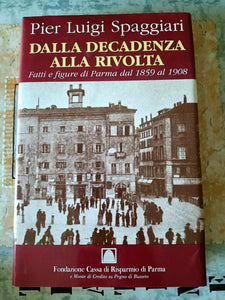 Pier Luigi Spaggiari
DALLA DECADENZA
ALLA RIVOLTA
Fatti e figure di Parma dal 1859 al 1908
Fondazione Cassa di Risparmio di Parma
e Monte di Credito su Pegno di Busseto